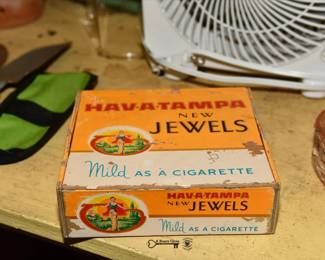 HAV-A-TAMPA
NEW
JEWELS
Mild AS A CIGARETTE
HAV-A-TAMPA
NEW JEWELS
Mild AS A CIGARETTE